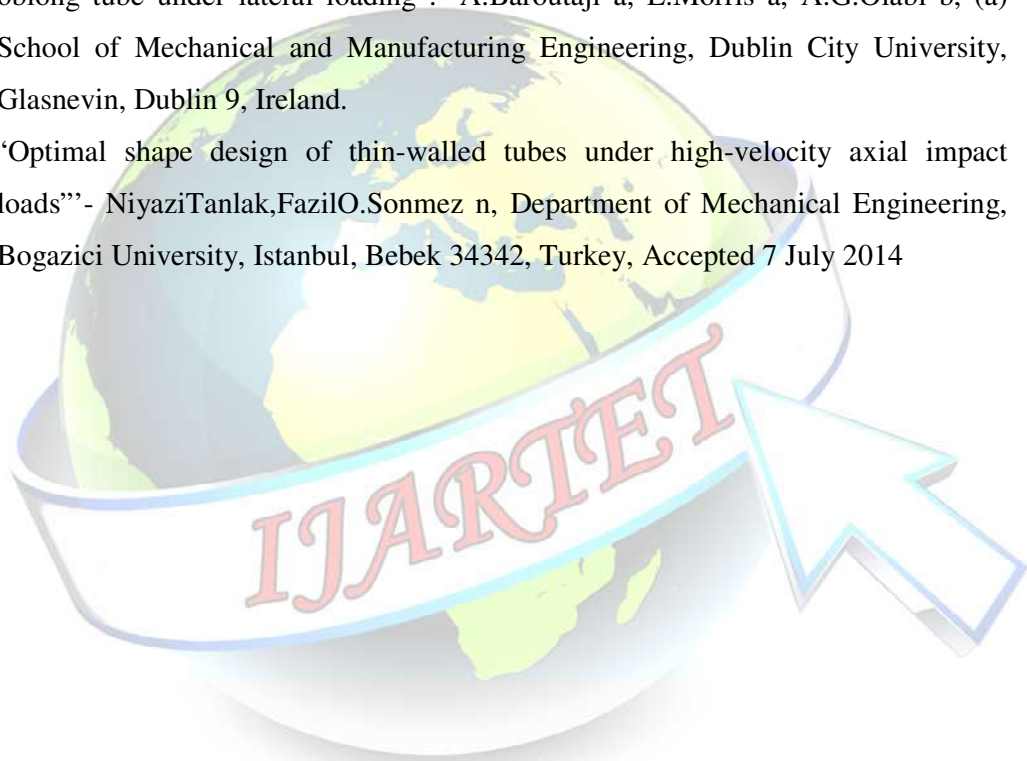 oblong tube under lateral loading". A.Baroutaji a, E.Morris a, A.G.Olabi b, (a)
School of Mechanical and Manufacturing Engineering, Dublin City University,
Glasnevin, Dublin 9, Ireland.
“Optimal shape design of thin-walled tubes under high-velocity axial impact
loads”’- NiyaziTanlak,FazilO.Sonmez n, Department of Mechanical Engineering,
Bogazici University, Istanbul, Bebek 34342, Turkey, Accepted 7 July 2014
IJARTET